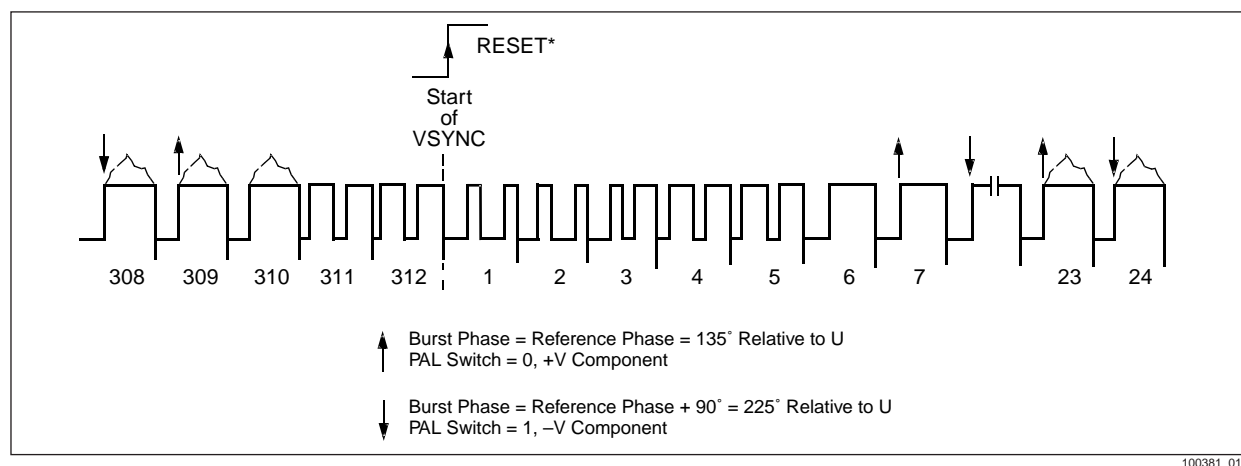 RESET*
Start
of
VSYNC
308 309 310 311 312 1 2 3 4 5 6 7 23 24
Burst Phase = Reference Phase = 135° Relative to U
PAL Switch = 0, +V Component
Burst Phase = Reference Phase + 90° = 225° Relative to U
PAL Switch = 1, –V Component
100381_01